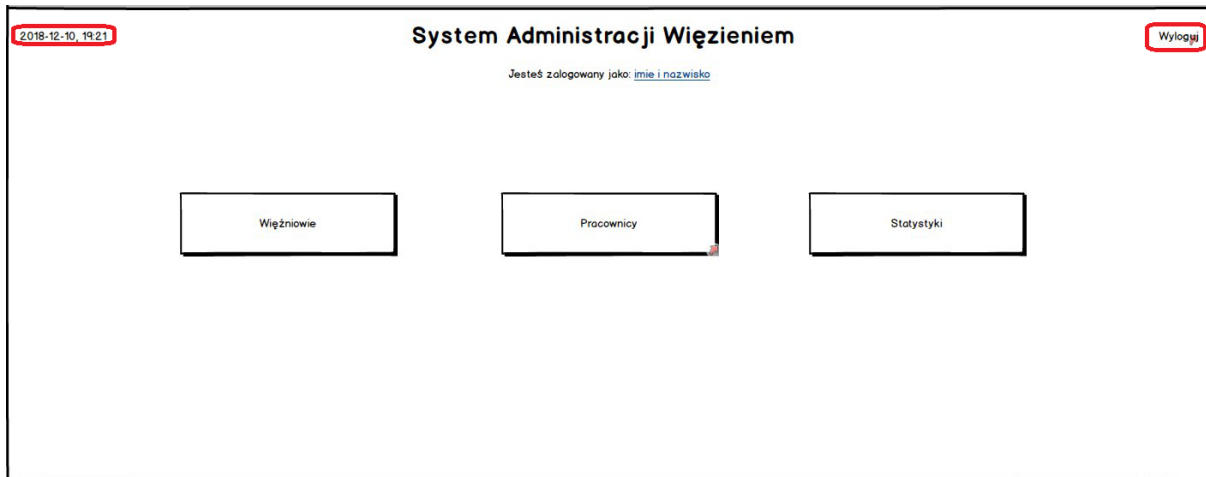 2018-12-10, 19:21
System Administracji Więzieniem
Wyloguj
Jesteś zalogowany jako: imie i nazwisko
Więźniowie
Pracownicy
Statystyki